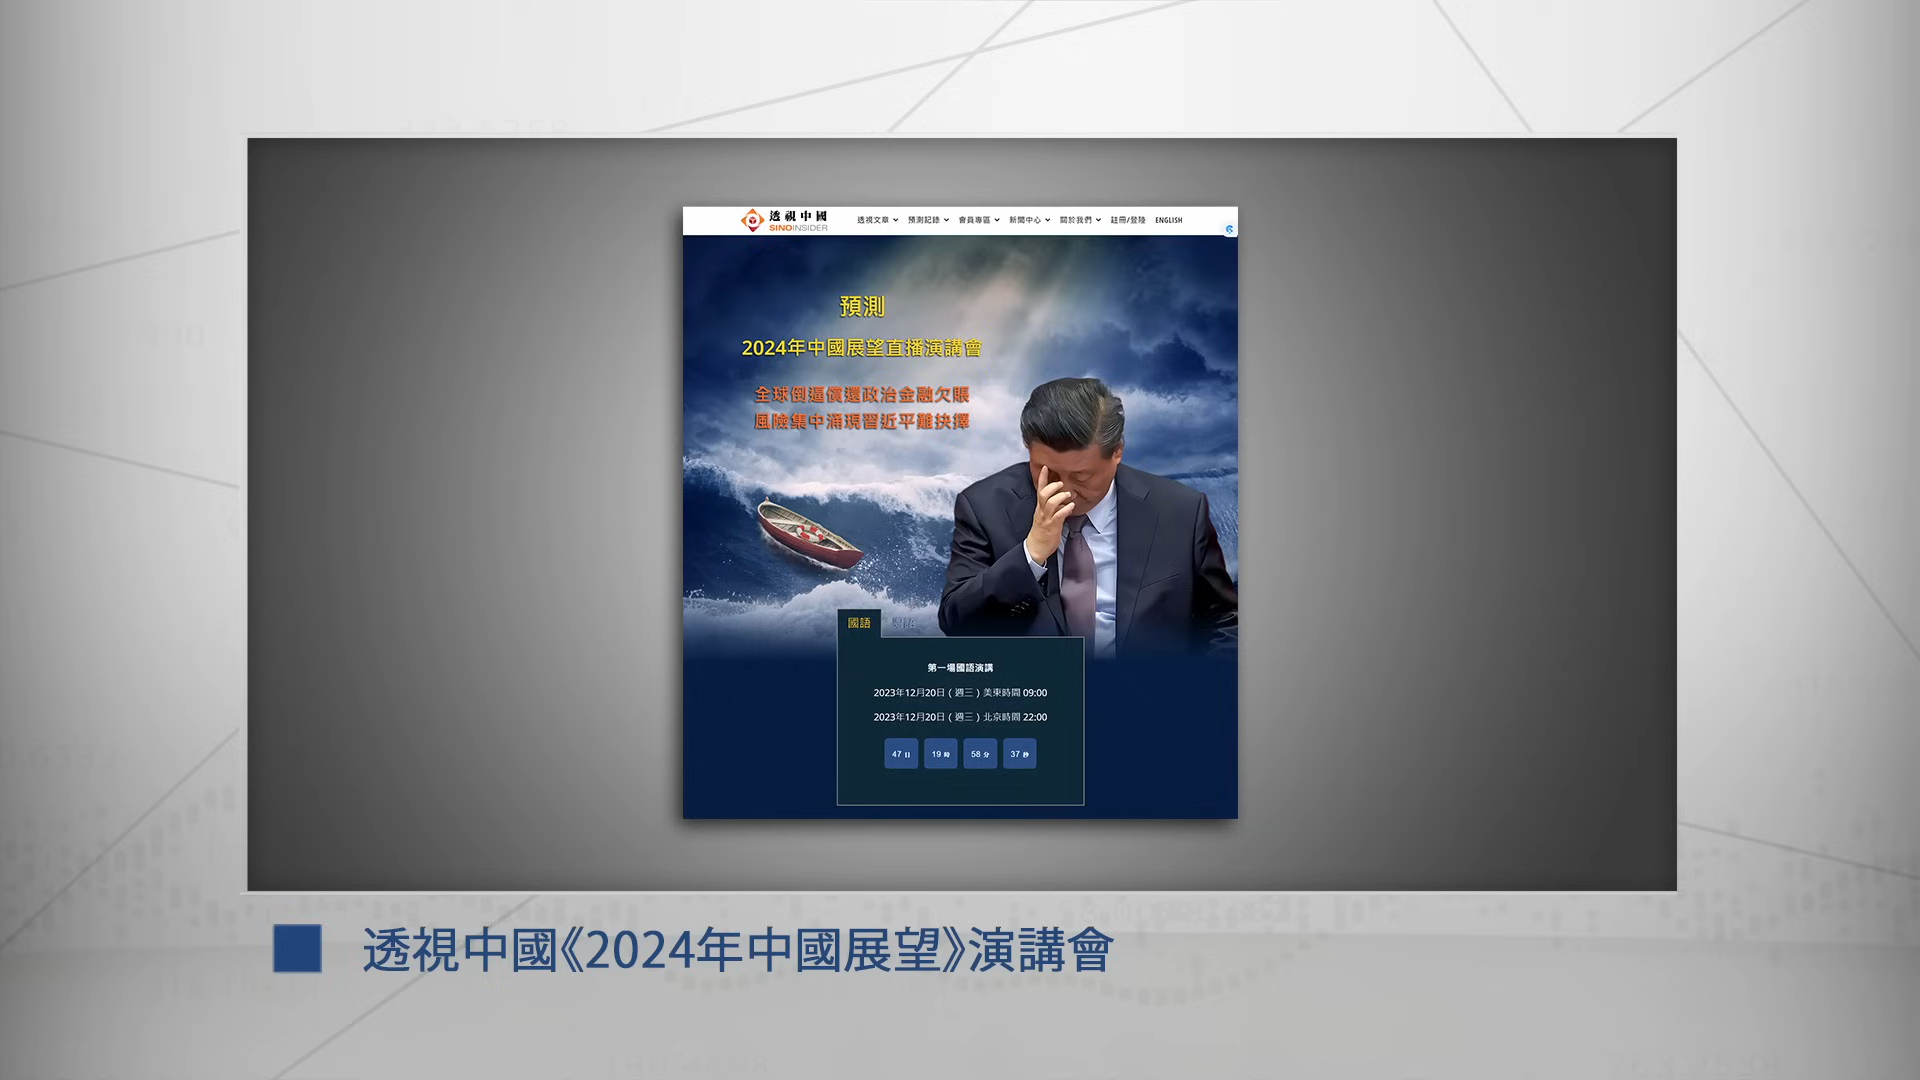 透視中國
SINOINSIDER
透視文章 預測記錄 會員專區 新聞中心 關於我們 註冊/登陸 ENGLISH
預測
2024年中國展望直播演講會
全球倒逼償還政治金融欠賬
風險集中涌現習近平難抉擇
國語
第一場國語演講
2023年12月20日（週三）美東時間 09:00
2023年12月20日（週三）北京時間 22:00
47 日 19 時 58 分 37 秒
透視中國《2024年中國展望》演講會